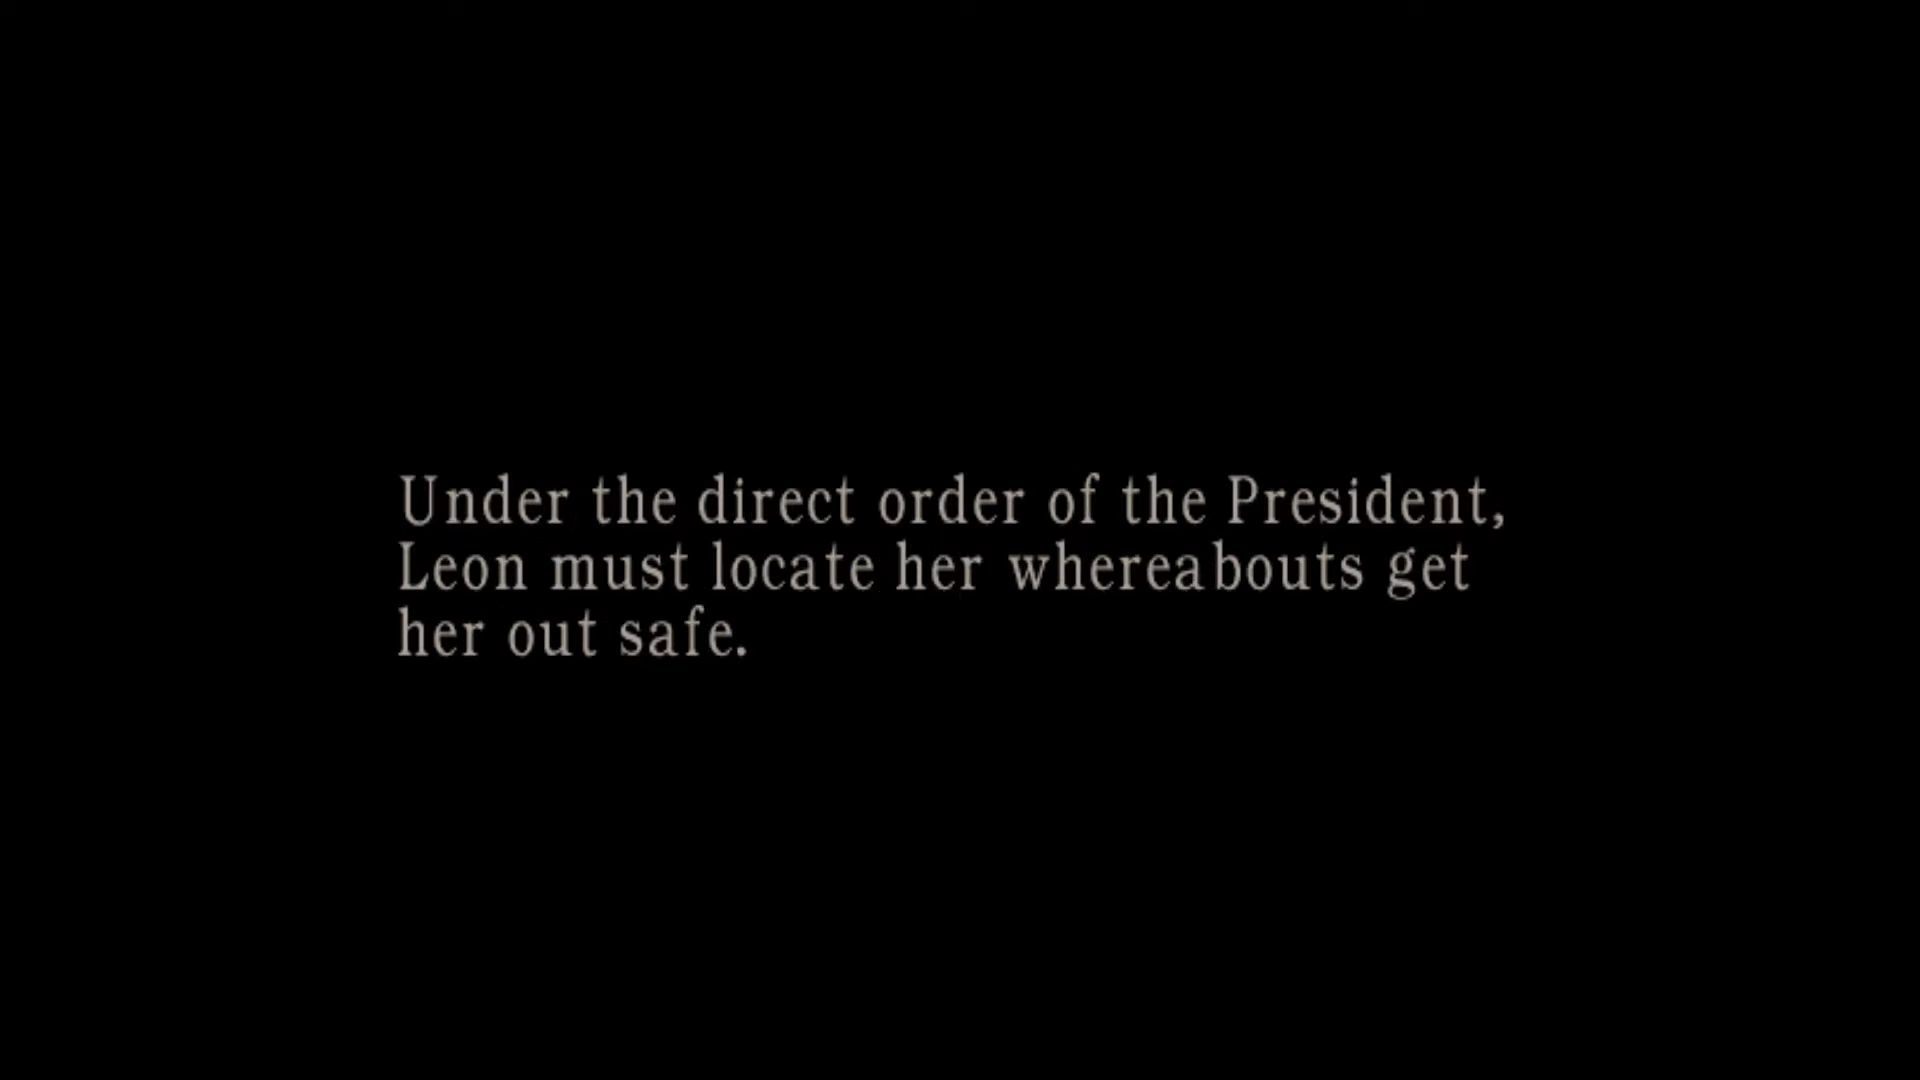 Under the direct order of the President,
Leon must locate her whereabouts get
her out safe.